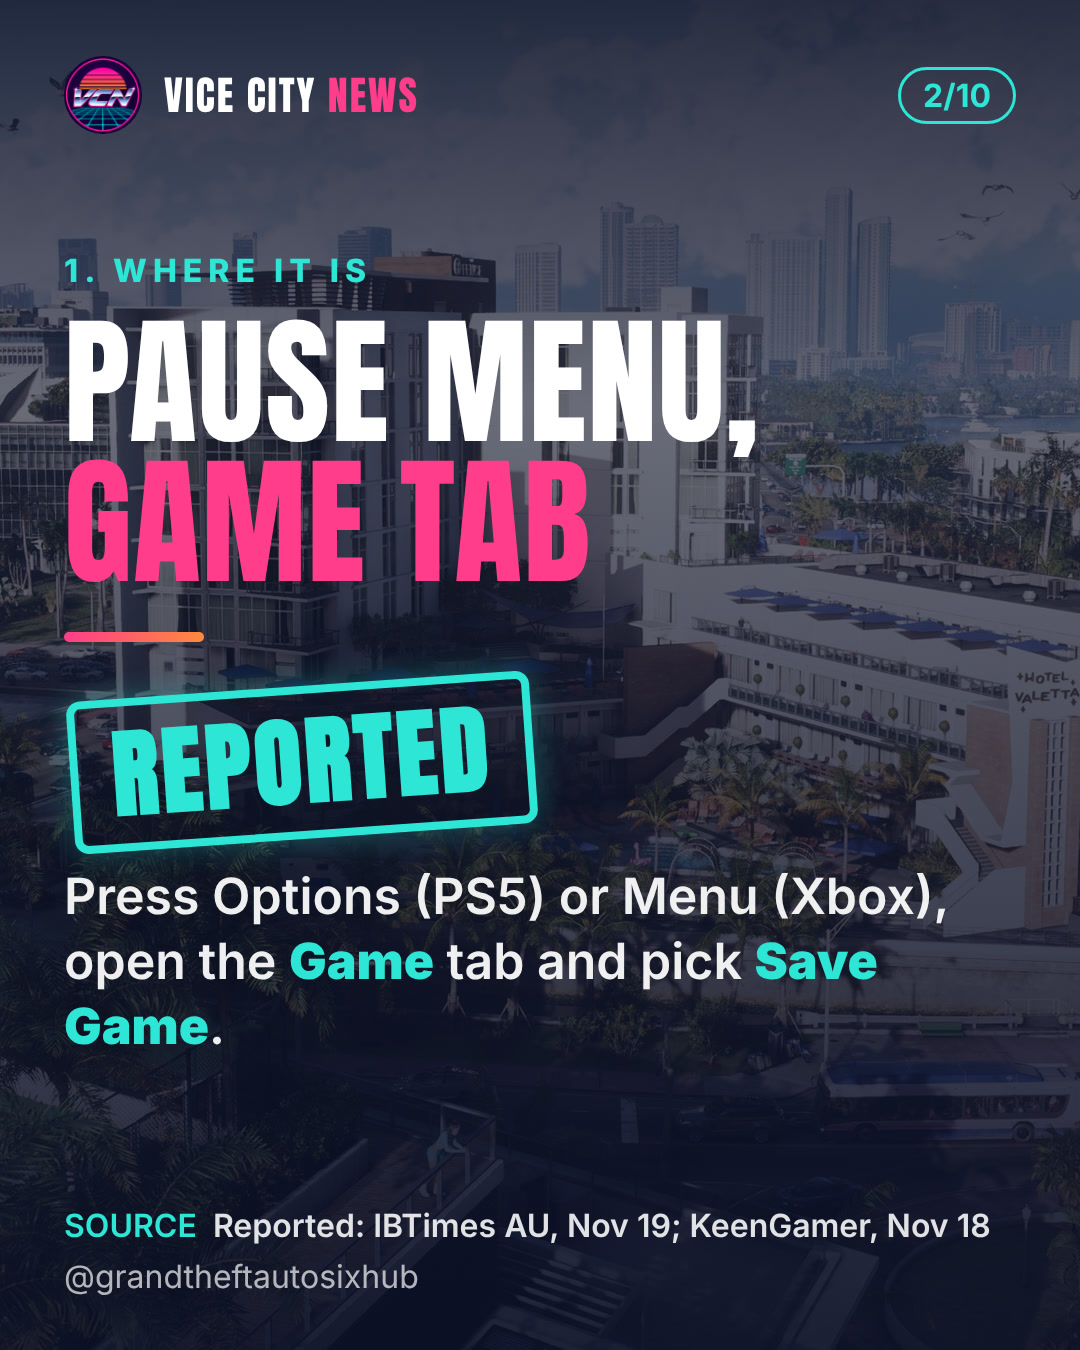 VCN
VICE CITY NEWS
2/10
1. WHERE IT IS
PAUSE MENU,
GAME TAB
HOTEL
VALETTA
REPORTED
Press Options (PS5) or Menu (Xbox),
open the Game tab and pick Save
Game.
SOURCE Reported: IBTimes AU, Nov 19; KeenGamer, Nov 18
@grandtheftautosixhub